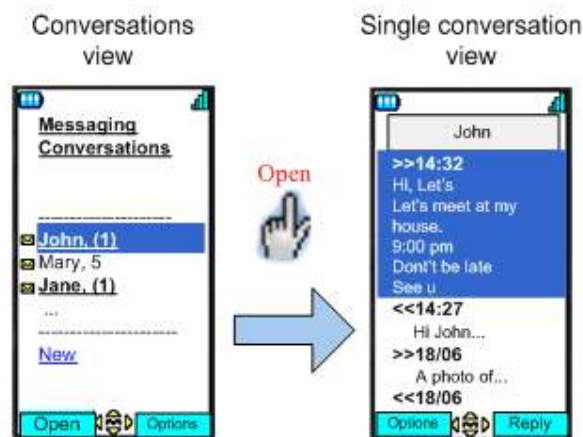 Conversations
view
Messaging
Conversations
John, (1)
Mary, 5
Jane, (1)
...
New
Open
Options
Open
Single conversation
view
John
>>14:32
Hi, Let's
Let's meet at my
house.
9:00 pm
Dont't be late
See u
<<14:27
Hi John...
>>18/06
A photo of...
<<18/06
Options
Reply